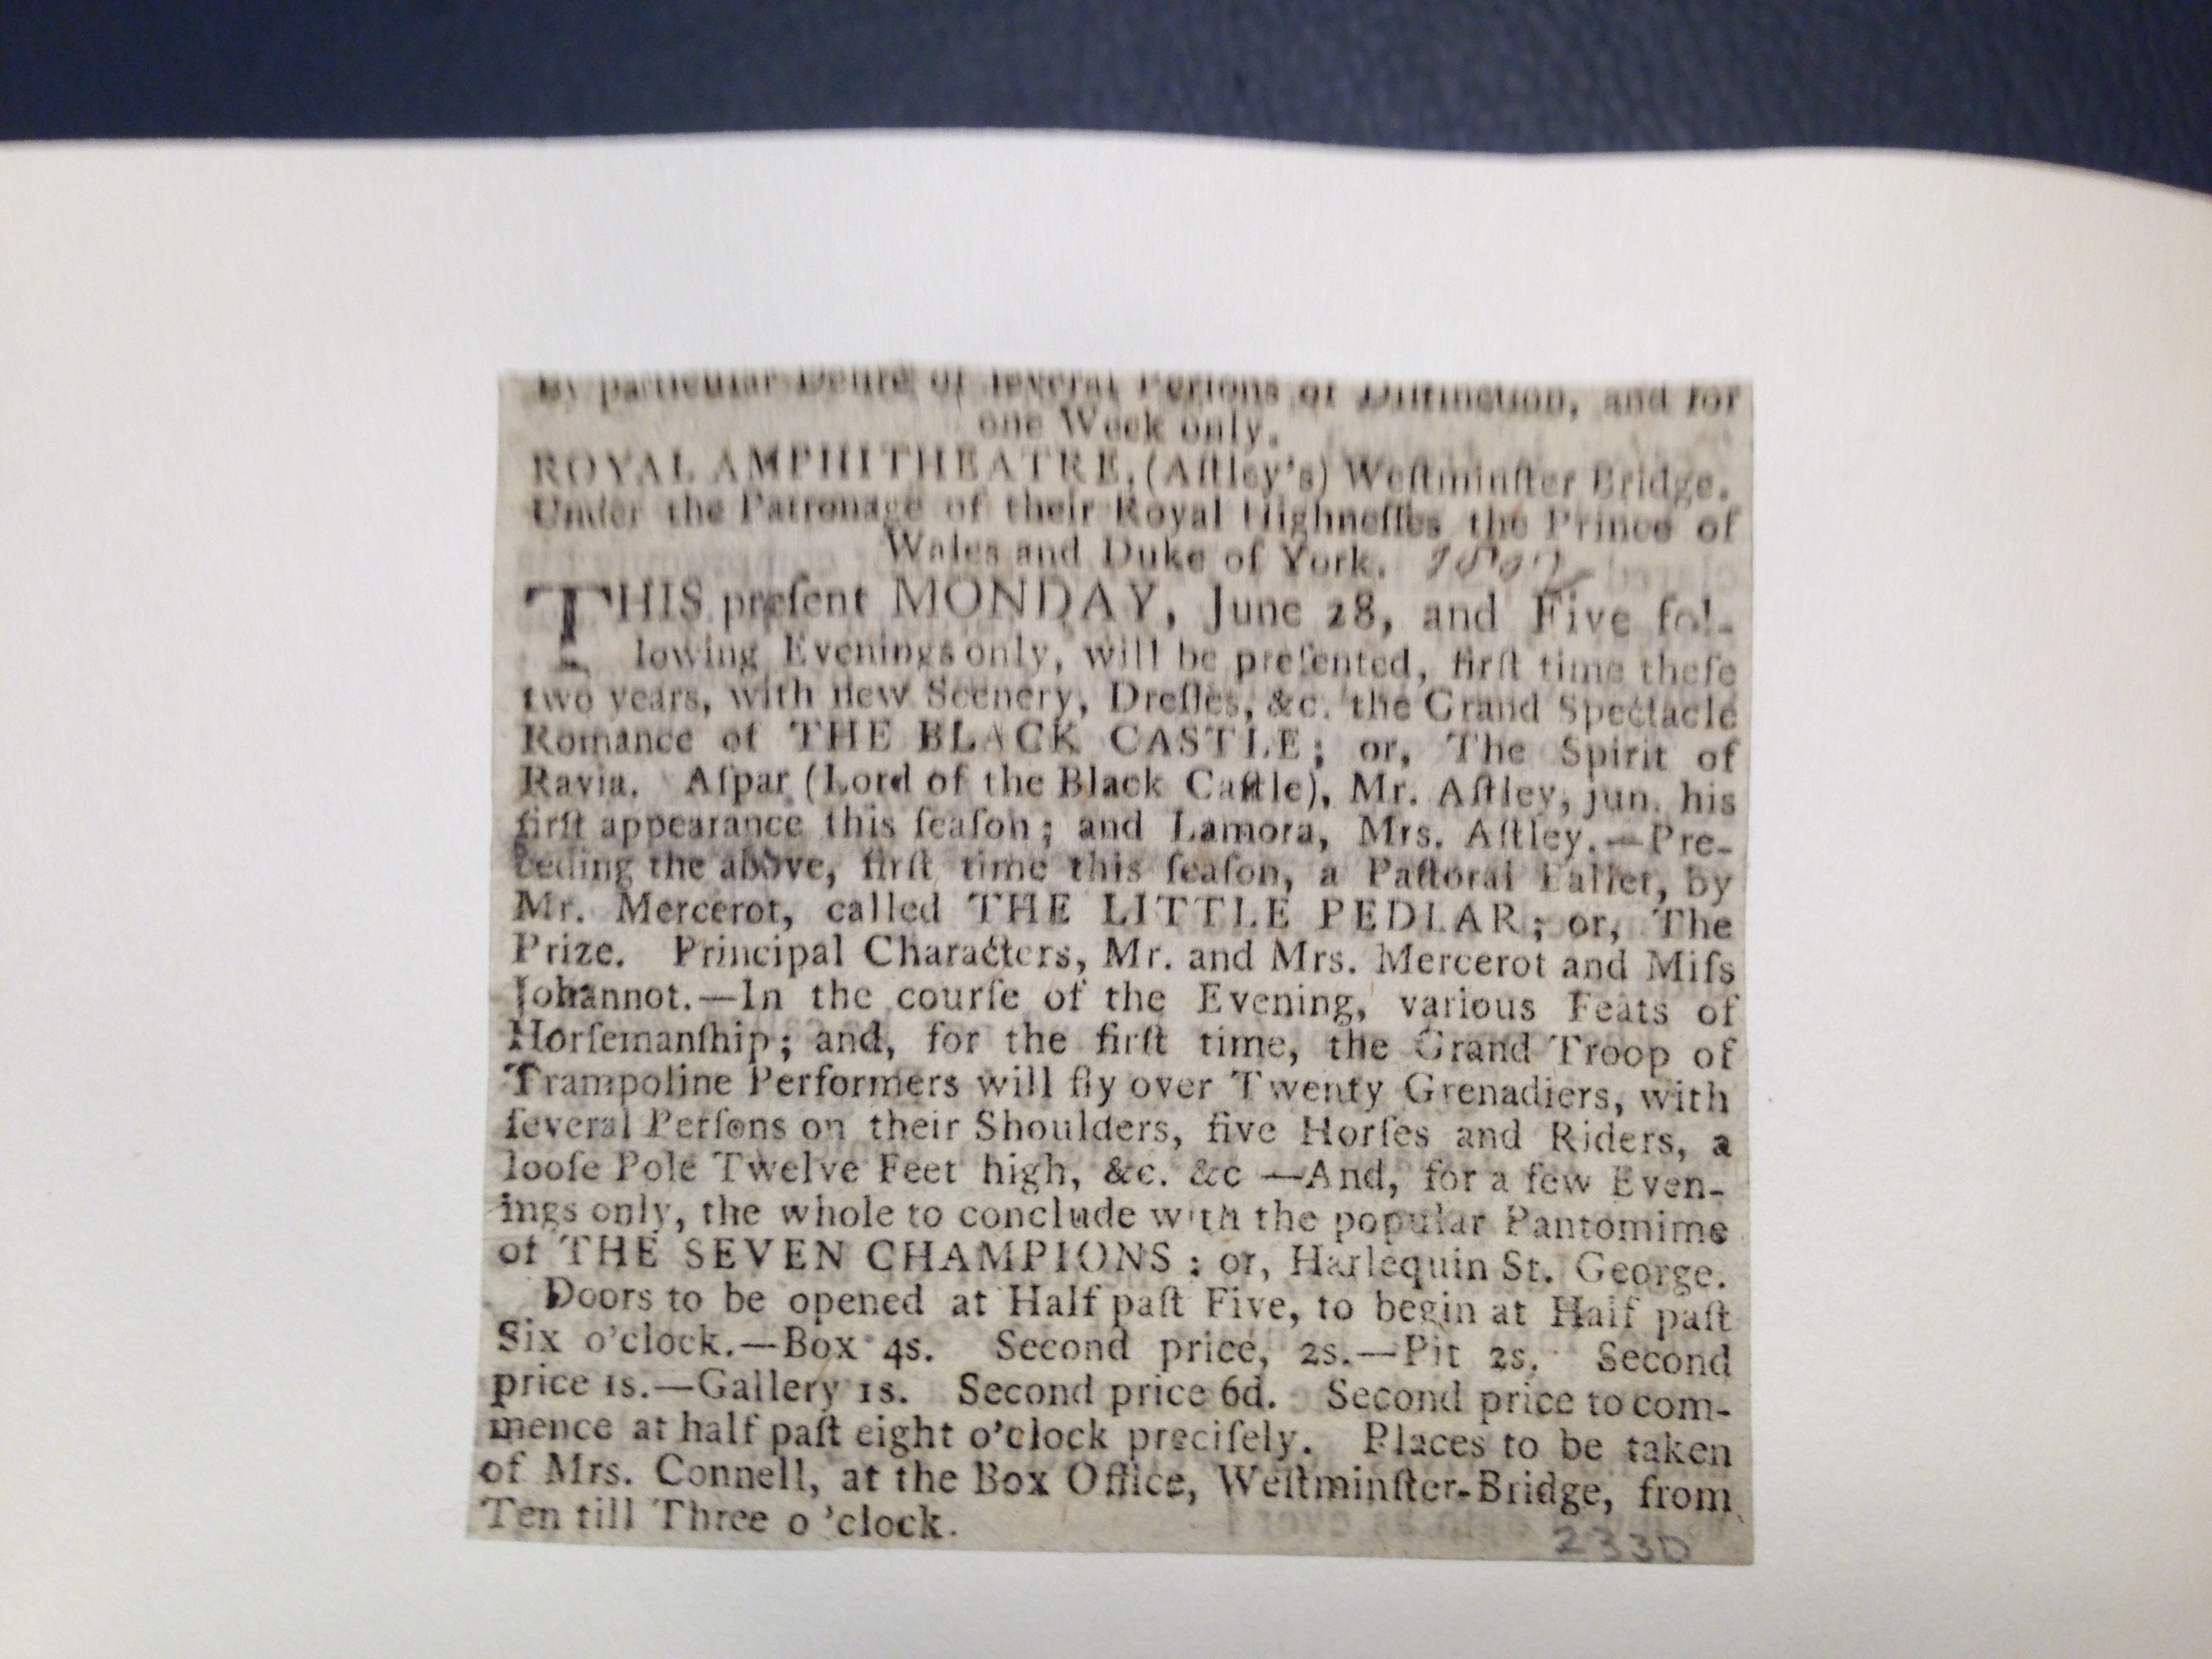 By particular Deſire of ſeveral Perſons of Diſtinction, and for
one Week only.
ROYAL AMPHITHEATRE, (Aſtley's) Weſtminſter Bridge.
Under the Patronage of their Royal Highneſſes the Prince of
Wales and Duke of York. 1802
THIS preſent MONDAY, June 28, and Five fol-
lowing Evenings only, will be preſented, firſt time theſe
two years, with new Scenery, Dreſſes, &c. the Grand Spectacle
Romance of THE BLACK CASTLE; or, The Spirit of
Ravia. Aſpar (Lord of the Black Caſtle), Mr. Aſtley, jun. his
firſt appearance this ſeaſon; and Lamora, Mrs. Aſtley.—Pre-
ceding the above, firſt time this ſeaſon, a Paſtoral Ballet, by
Mr. Mercerot, called THE LITTLE PEDLAR; or, The
Prize. Principal Characters, Mr. and Mrs. Mercerot and Miſs
Johannot.—In the courſe of the Evening, various Feats of
Horſemanſhip; and, for the firſt time, the Grand Troop of
Trampoline Performers will fly over Twenty Grenadiers, with
ſeveral Perſons on their Shoulders, five Horſes and Riders, a
looſe Pole Twelve Feet high, &c. &c —And, for a few Even-
ings only, the whole to conclude with the popular Pantomime
of THE SEVEN CHAMPIONS; or, Harlequin St. George.
Doors to be opened at Half paſt Five, to begin at Half paſt
Six o'clock.—Box 4s. Second price, 2s.—Pit 2s. Second
price 1s.—Gallery 1s. Second price 6d. Second price to com-
mence at half paſt eight o'clock preciſely. Places to be taken
of Mrs. Connell, at the Box Office, Weſtminſter-Bridge, from
Ten till Three o 'clock.
2330